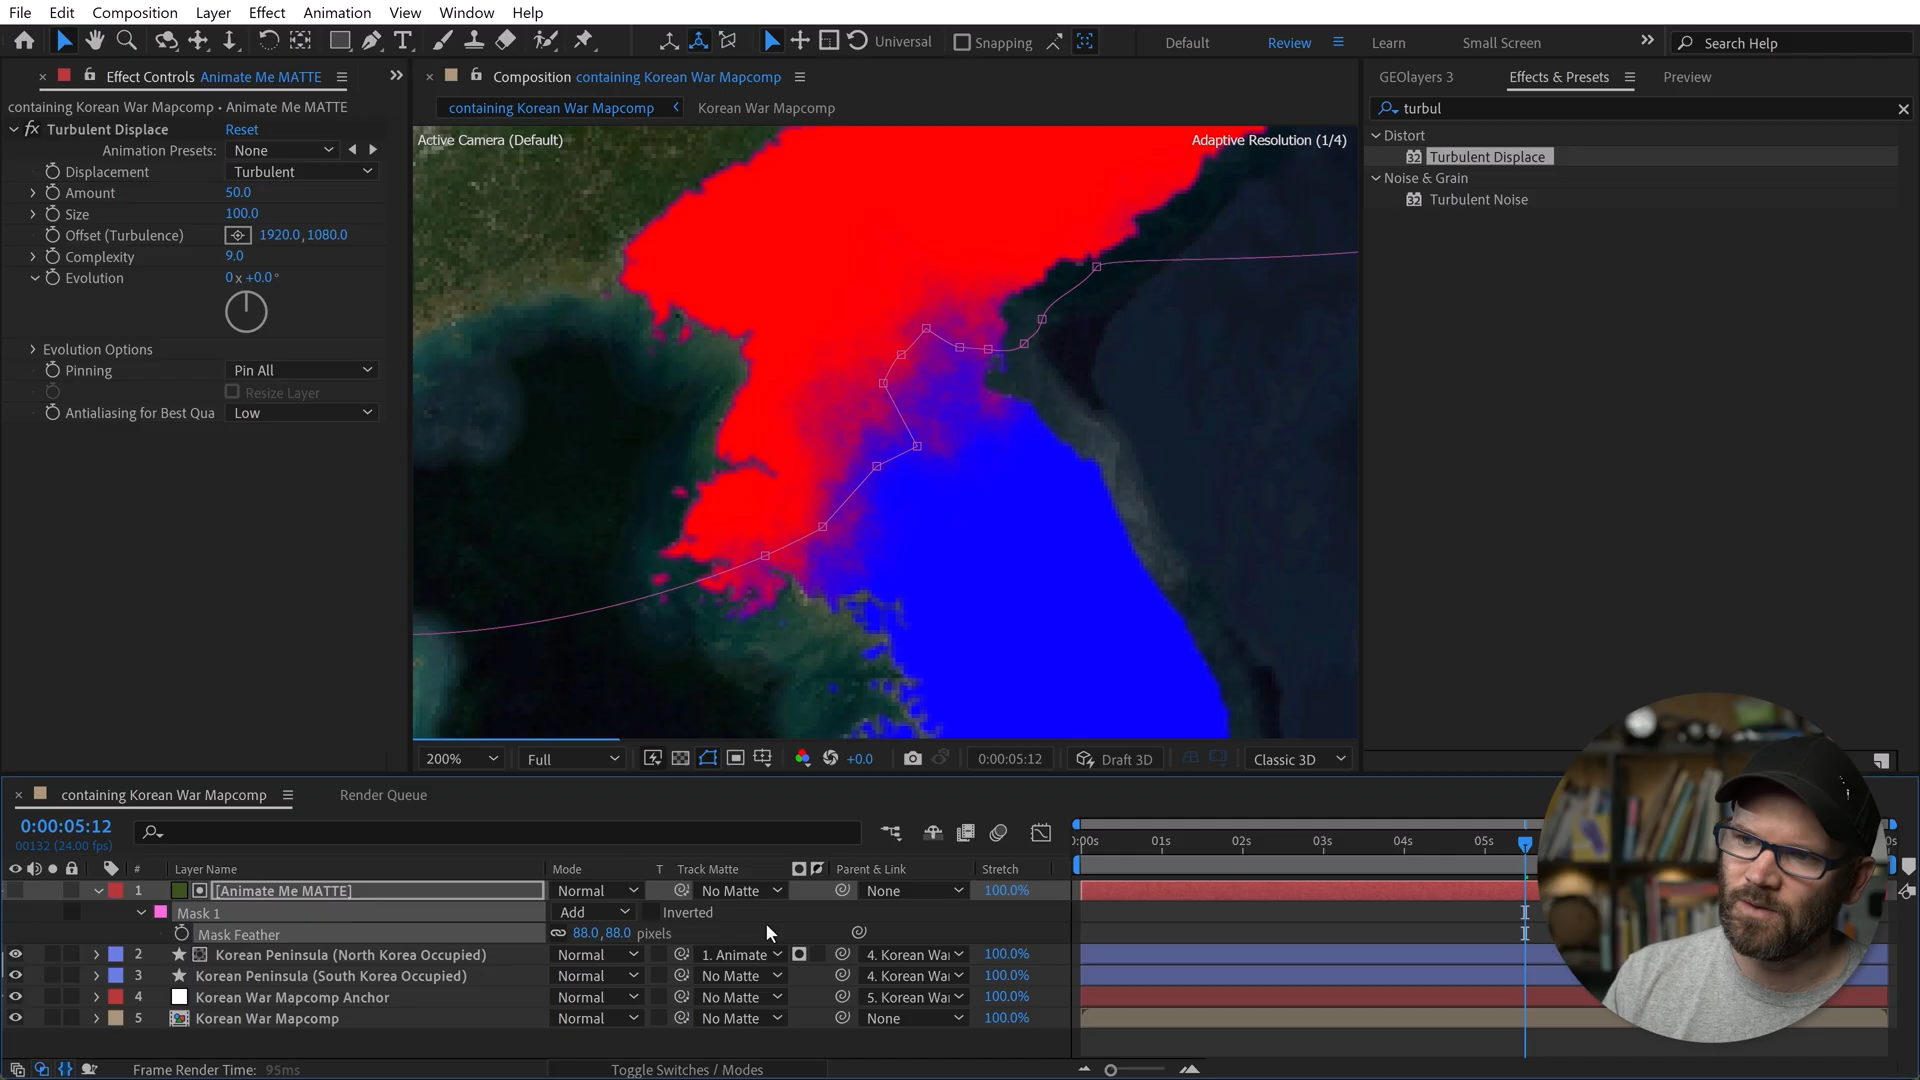 File Edit Composition Layer Effect Animation View Window Help
Universal Snapping Default Review Learn Small Screen Search Help
Effect Controls Animate Me MATTE
containing Korean War Mapcomp • Animate Me MATTE
fx Turbulent Displace Reset
Animation Presets: None
Displacement Turbulent
Amount 50.0
Size 100.0
Offset (Turbulence) 1920.0, 1080.0
Complexity 9.0
Evolution 0 x +0.0 °
Evolution Options
Pinning Pin All
Resize Layer
Antialiasing for Best Qua Low
Composition containing Korean War Mapcomp
containing Korean War Mapcomp Korean War Mapcomp
Active Camera (Default) Adaptive Resolution (1/4)
200% Full +0.0 0:00:05:12 Draft 3D Classic 3D
GEOlayers 3 Effects & Presets Preview
turbul
Distort
32 Turbulent Displace
Noise & Grain
32 Turbulent Noise
containing Korean War Mapcomp Render Queue
0:00:05:12
00132 (24.00 fps)
):00s 01s 02s 03s 04s 05s 0s
# Layer Name Mode T Track Matte Parent & Link Stretch
1 [Animate Me MATTE] Normal No Matte None 100.0%
Mask 1 Add Inverted
Mask Feather 88.0, 88.0 pixels
2 Korean Peninsula (North Korea Occupied) Normal 1. Animate 4. Korean War 100.0%
3 Korean Peninsula (South Korea Occupied) Normal No Matte 4. Korean War 100.0%
4 Korean War Mapcomp Anchor Normal No Matte 5. Korean War 100.0%
5 Korean War Mapcomp Normal No Matte None 100.0%
Frame Render Time: 95ms Toggle Switches / Modes